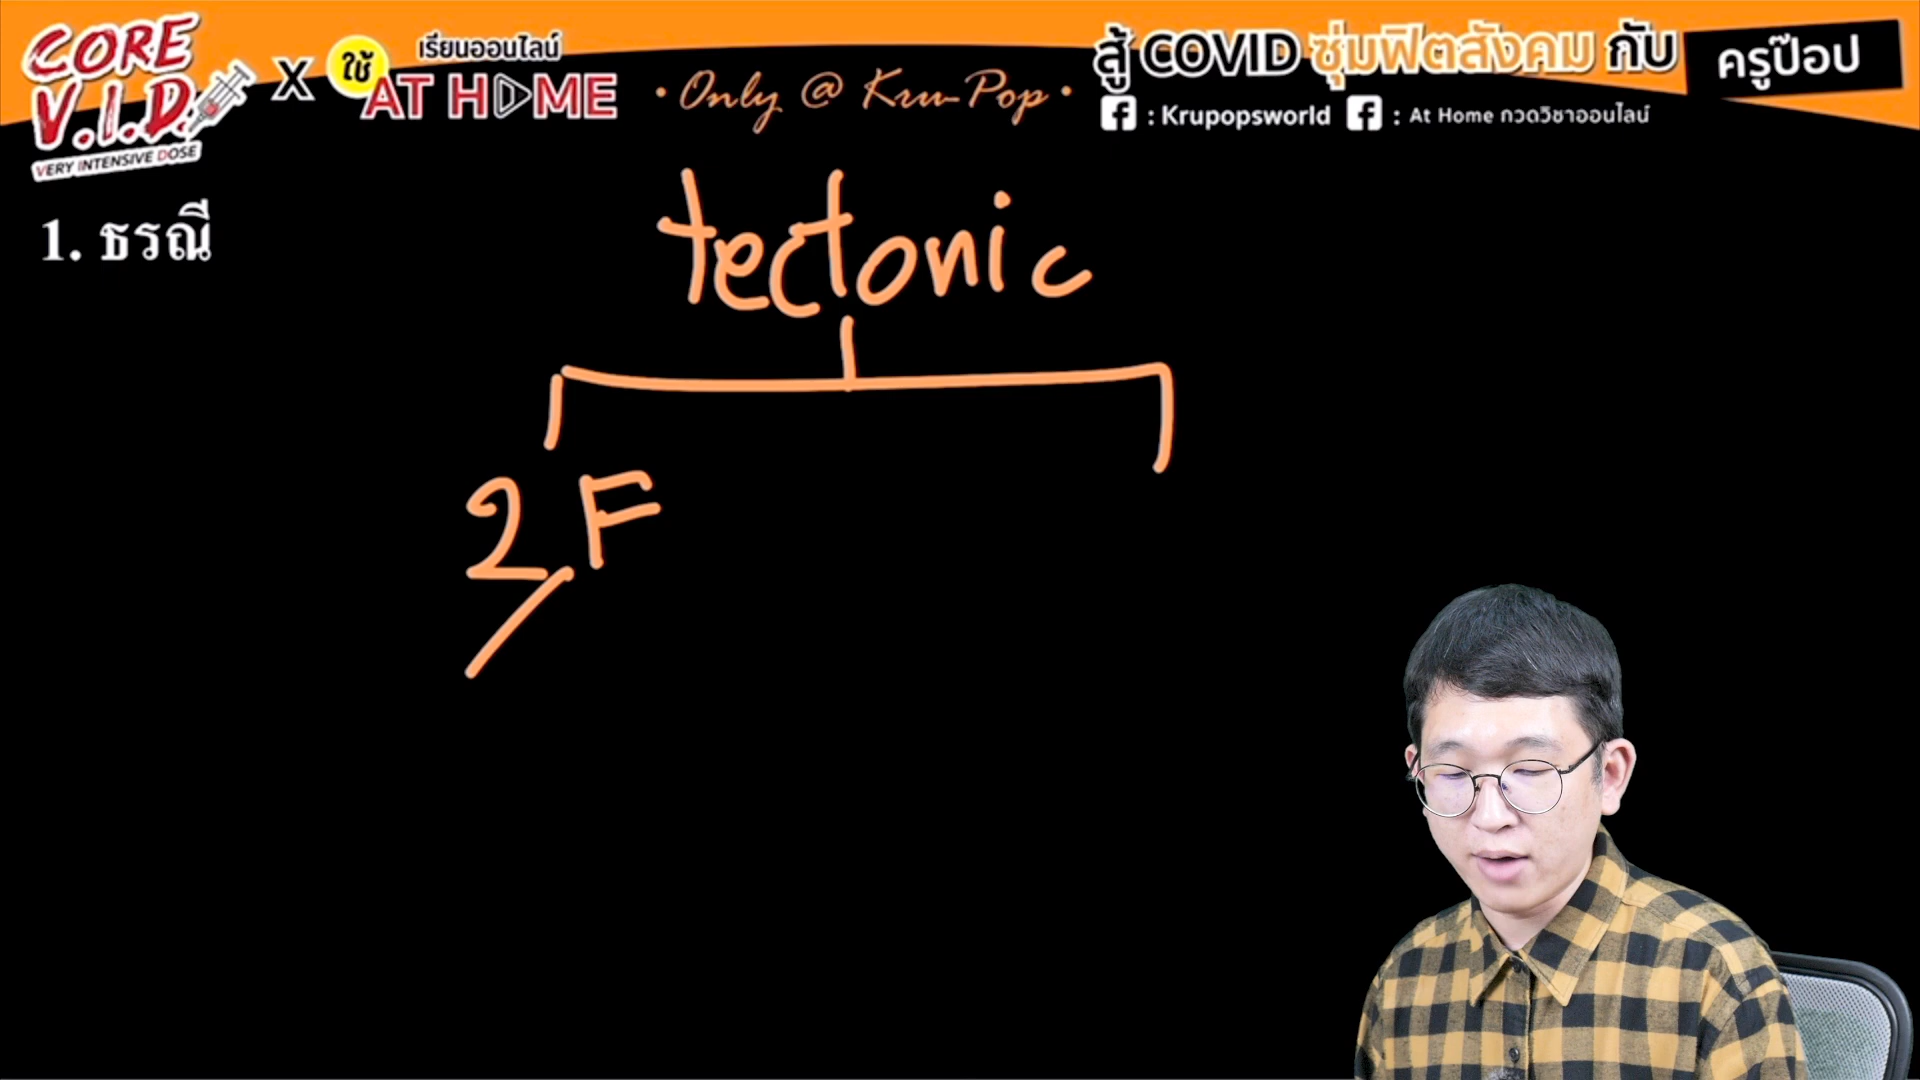 CORE
V.I.D.
VERY INTENSIVE DOSE
X
ใช้
เรียนออนไลน์
AT HOME
• Only @ Kru-Pop •
สู้ COVID ซุ่มฟิตสังคม กับ ครูป๊อป
: Krupopsworld : At Home กวดวิชาออนไลน์
1. ธรณี
tectonic
2 F